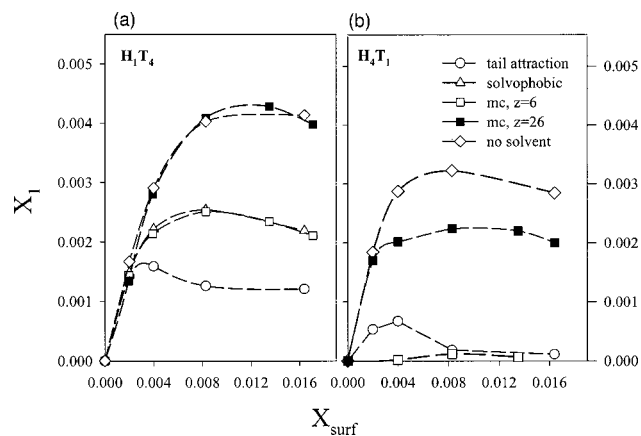 (a) (b)
H1T4 H4T1
tail attraction
solvophobic
mc, z=6
mc, z=26
no solvent
X1
0.005
0.004
0.003
0.002
0.001
0.000
0.005
0.004
0.003
0.002
0.001
0.000
0.000 0.004 0.008 0.012 0.016 0.000 0.004 0.008 0.012 0.016
Xsurf